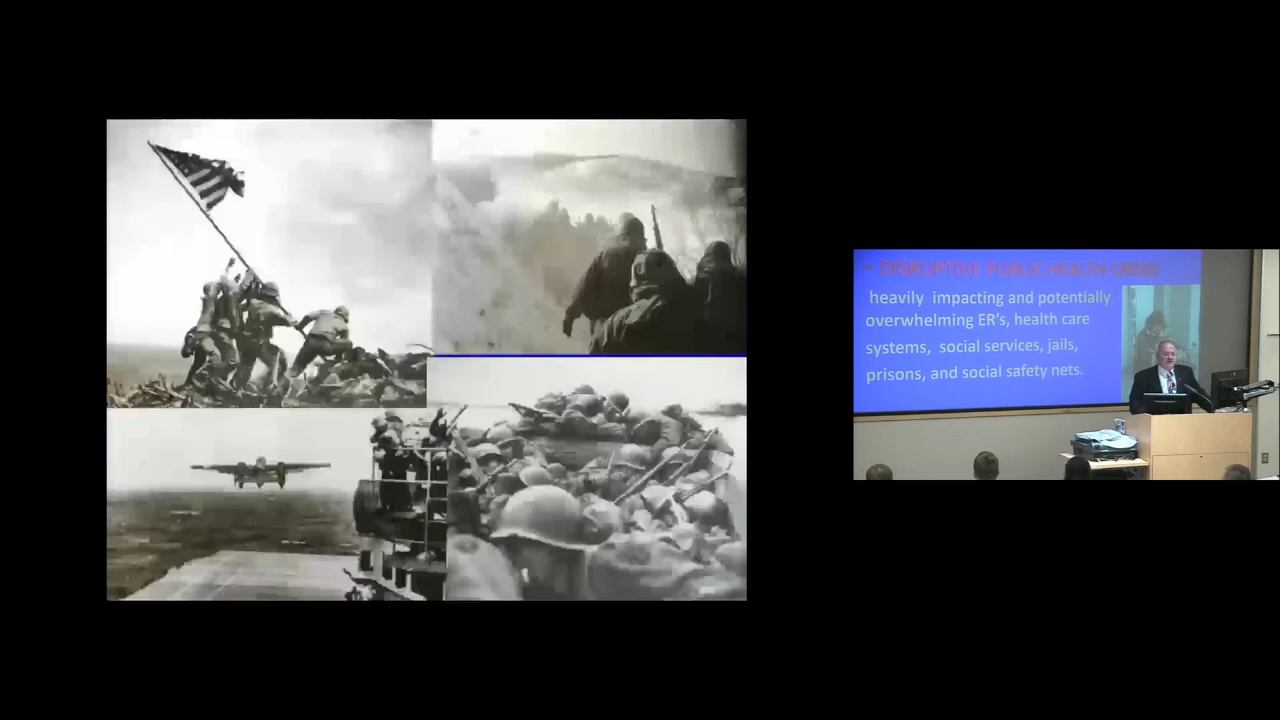 • DISRUPTIVE PUBLIC HEALTH CRISIS
heavily impacting and potentially
overwhelming ER's, health care
systems, social services, jails,
prisons, and social safety nets.